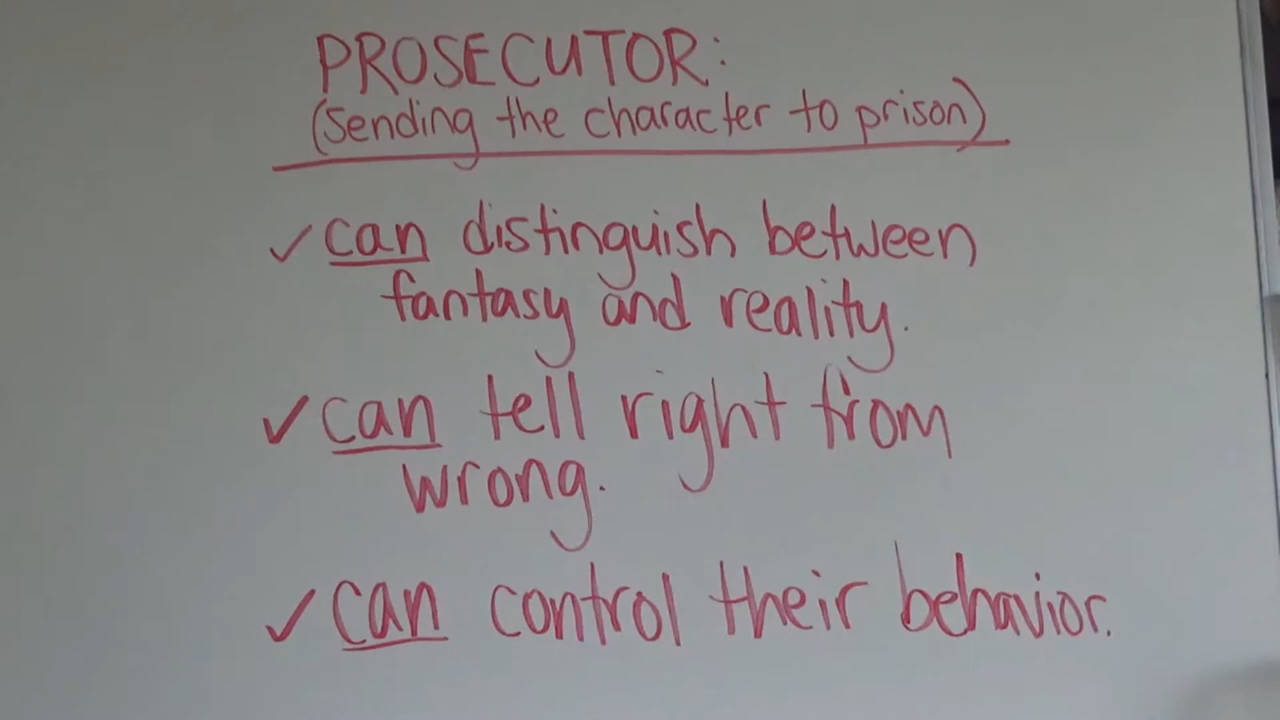 PROSECUTOR:
(sending the character to prison)
✓ can distinguish between
fantasy and reality.
✓ can tell right from
wrong.
✓ can control their behavior.